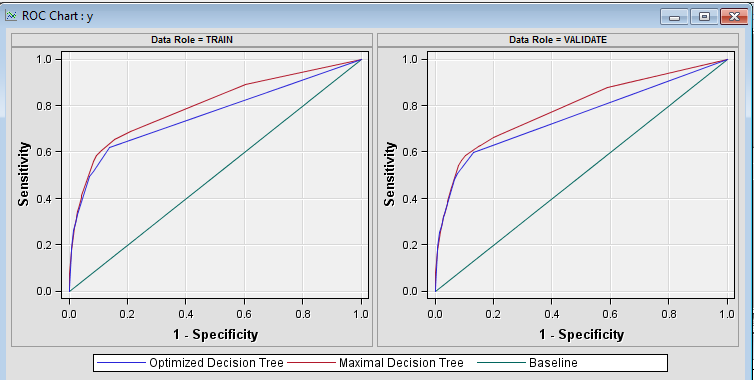 ROC Chart : y
Data Role = TRAIN
Data Role = VALIDATE
Sensitivity
1.0
0.8
0.6
0.4
0.2
0.0
0.0 0.2 0.4 0.6 0.8 1.0
1 - Specificity
Sensitivity
1.0
0.8
0.6
0.4
0.2
0.0
0.0 0.2 0.4 0.6 0.8 1.0
1 - Specificity
Optimized Decision Tree Maximal Decision Tree Baseline